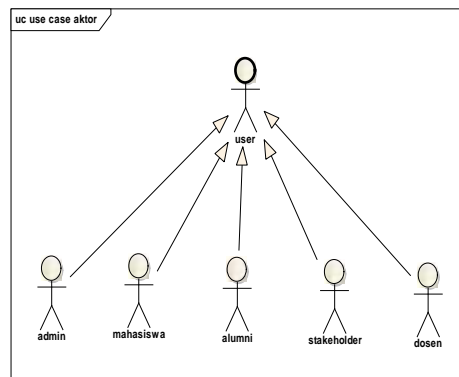 uc use case aktor
user
admin
mahasiswa
alumni
stakeholder
dosen